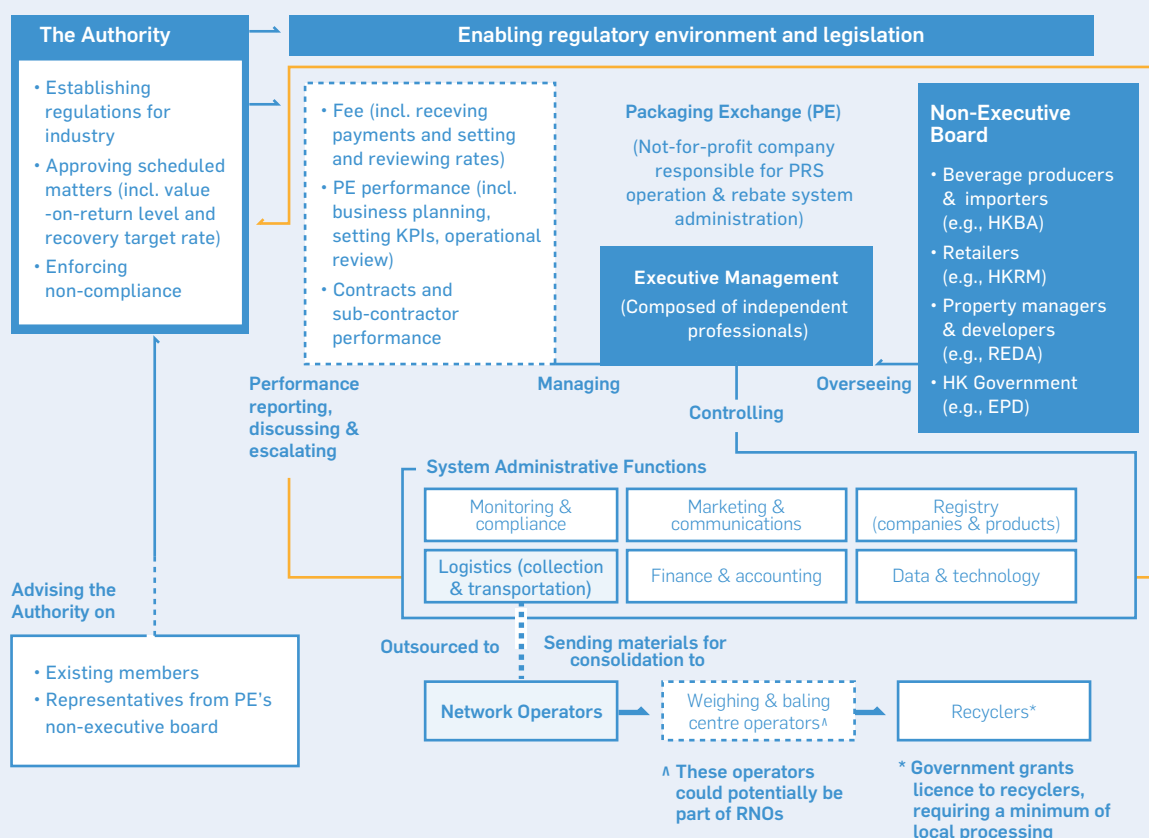 The Authority
• Establishing
regulations for
industry
• Approving scheduled
matters (incl. value
-on-return level and
recovery target rate)
• Enforcing
non-compliance
Enabling regulatory environment and legislation
• Fee (incl. receving
payments and setting
and reviewing rates)
• PE performance (incl.
business planning,
setting KPIs, operational
review)
• Contracts and
sub-contractor
performance
Packaging Exchange (PE)
(Not-for-profit company
responsible for PRS
operation & rebate system
administration)
Executive Management
(Composed of independent
professionals)
Non-Executive
Board
• Beverage producers
& importers
(e.g., HKBA)
• Retailers
(e.g., HKRM)
• Property managers
& developers
(e.g., REDA)
• HK Government
(e.g., EPD)
Performance
reporting,
discussing &
escalating
Managing
Controlling
Overseeing
System Administrative Functions
Monitoring &
compliance
Marketing &
communications
Registry
(companies & products)
Logistics (collection
& transportation)
Finance & accounting
Data & technology
Advising the
Authority on
• Existing members
• Representatives from PE's
non-executive board
Outsourced to
Sending materials for
consolidation to
Network Operators
Weighing & baling
centre operators^
Recyclers*
^ These operators
could potentially be
part of RNOs
* Government grants
licence to recyclers,
requiring a minimum of
local processing